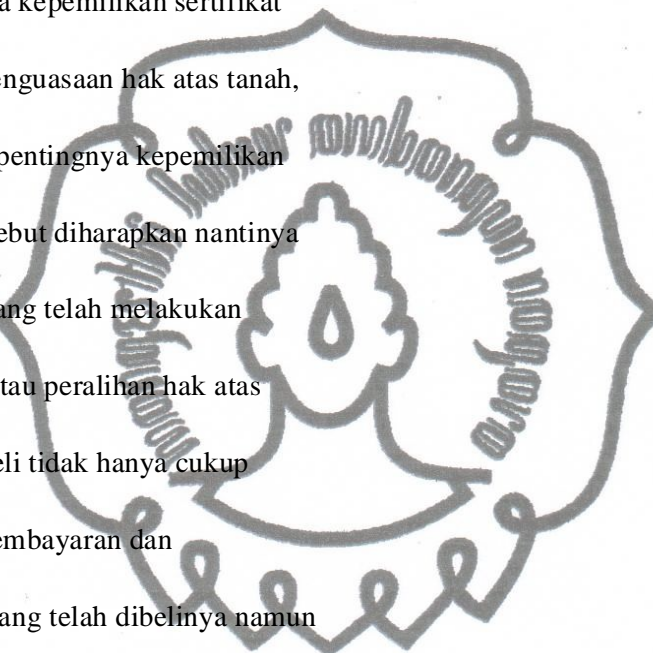 a kepemilikan sertifikat
enguasaan hak atas tanah,
pentingnya kepemilikan
ebut diharapkan nantinya
ang telah melakukan
tau peralihan hak atas
eli tidak hanya cukup
embayaran dan
ang telah dibelinya namun